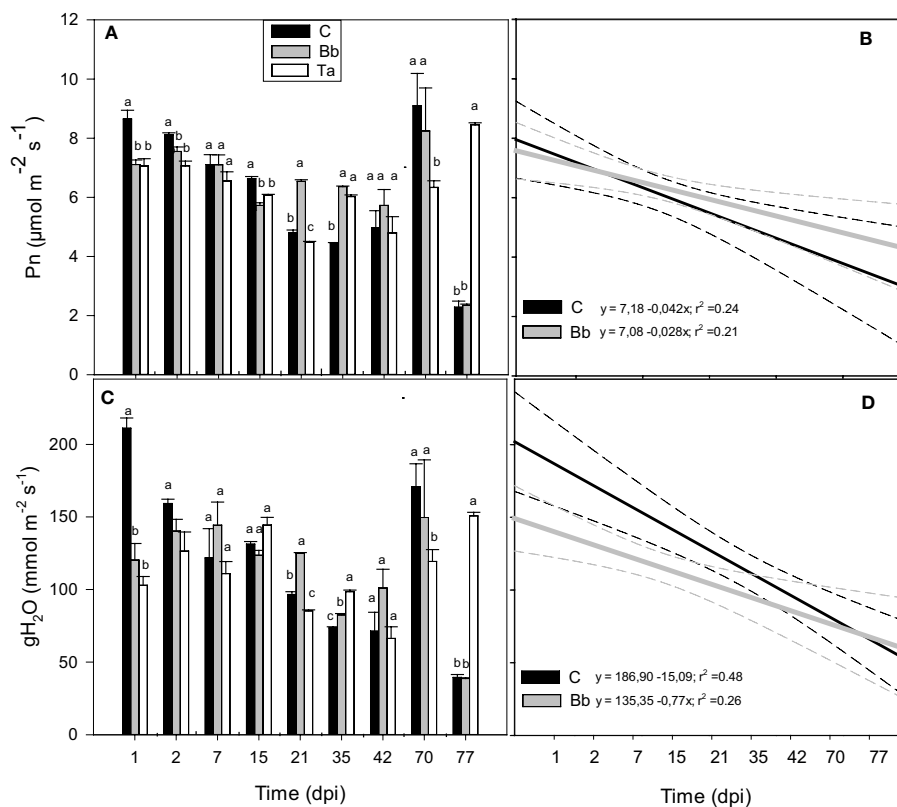 A
C
Bb
Ta
B
12
10
8
6
4
2
0
Pn (µmol m⁻² s⁻¹)
a b b
a b b
a a a
a b b
b a c
b a a
a a a
a a b
b b a
C y = 7,18 -0,042x; r² =0.24
Bb y = 7,08 -0,028x; r² =0.21
C
D
200
150
100
50
0
gH₂O (mmol m⁻² s⁻¹)
a b b
a
a a a
a a a
b a c
c b a
a a a
a a b
b b a
C y = 186,90 -15,09; r² =0.48
Bb y = 135,35 -0,77x; r² =0.26
1 2 7 15 21 35 42 70 77
1 2 7 15 21 35 42 70 77
Time (dpi)
Time (dpi)